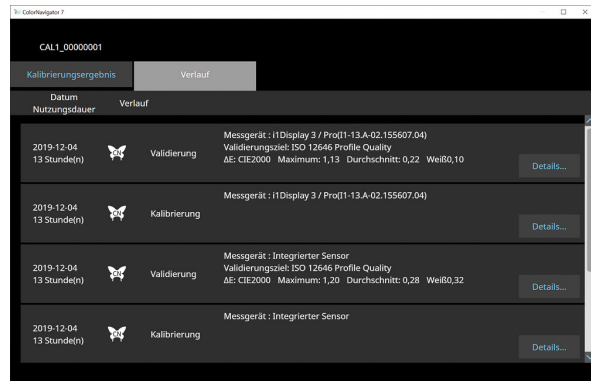 ColorNavigator 7
CAL1_00000001
Kalibrierungsergebnis
Verlauf
Datum
Nutzungsdauer
Verlauf
2019-12-04
13 Stunde(n)
CN
Validierung
Messgerät : i1Display 3 / Pro(I1-13.A-02.155607.04)
Validierungsziel: ISO 12646 Profile Quality
ΔE: CIE2000 Maximum: 1,13 Durchschnitt: 0,22 Weiß0,10
Details...
2019-12-04
13 Stunde(n)
CN
Kalibrierung
Messgerät : i1Display 3 / Pro(I1-13.A-02.155607.04)
Details...
2019-12-04
13 Stunde(n)
CN
Validierung
Messgerät : Integrierter Sensor
Validierungsziel: ISO 12646 Profile Quality
ΔE: CIE2000 Maximum: 1,20 Durchschnitt: 0,28 Weiß0,32
Details...
2019-12-04
13 Stunde(n)
CN
Kalibrierung
Messgerät : Integrierter Sensor
Details...